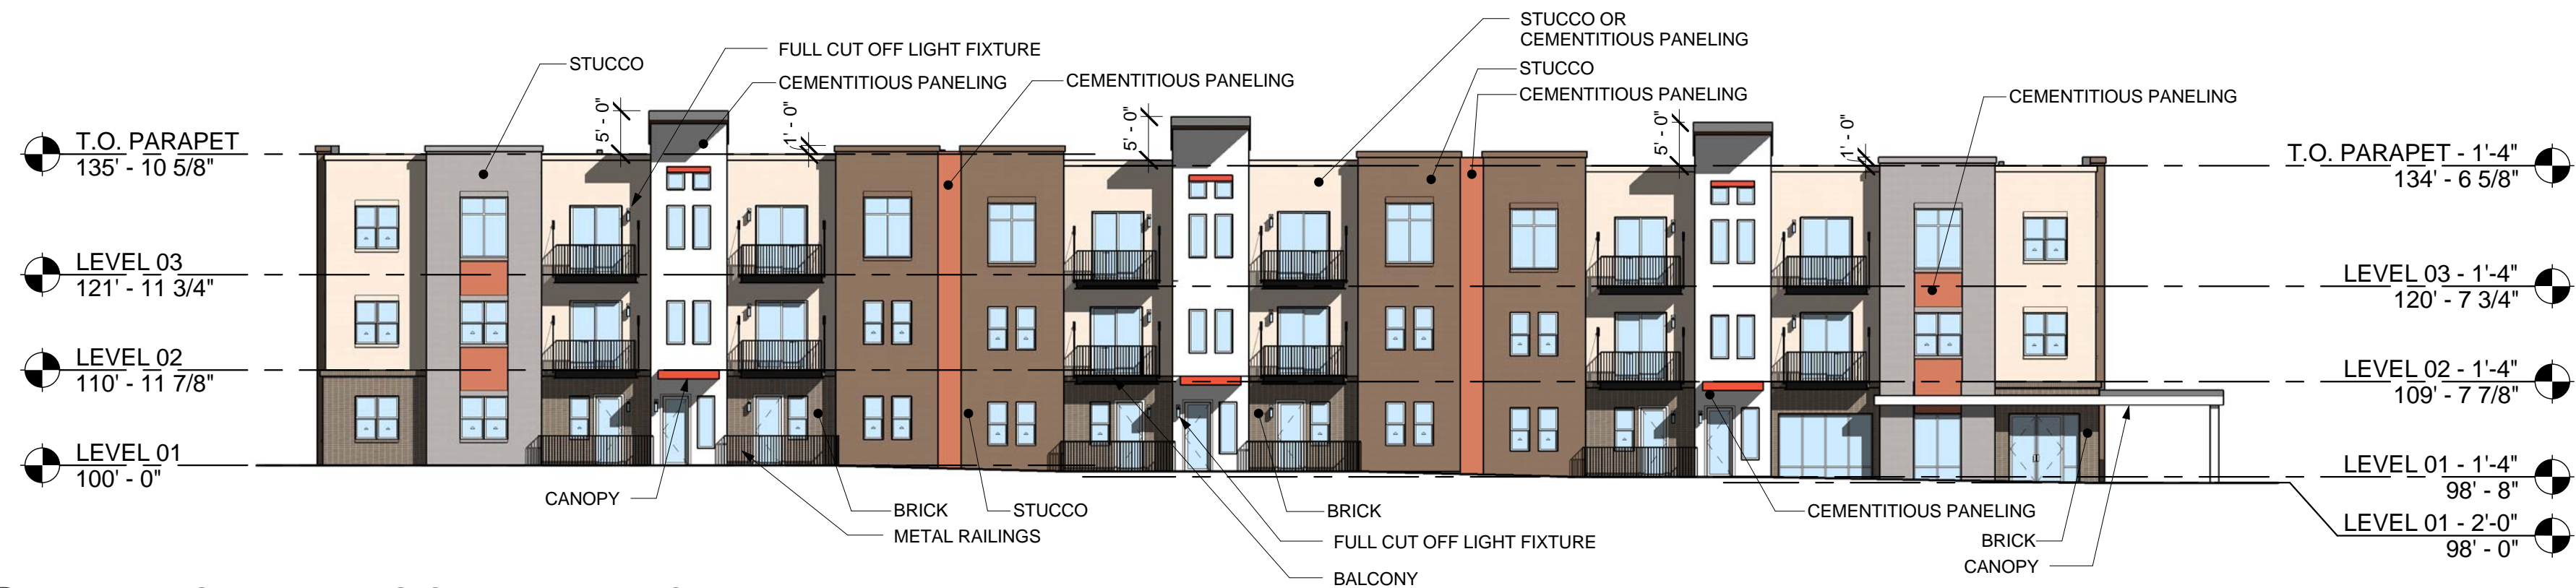 STUCCO OR
CEMENTITIOUS PANELING
FULL CUT OFF LIGHT FIXTURE
STUCCO
STUCCO
CEMENTITIOUS PANELING
CEMENTITIOUS PANELING
CEMENTITIOUS PANELING
CEMENTITIOUS PANELING
5' - 0"
1' - 0"
5' - 0"
5' - 0"
1' - 0"
T.O. PARAPET
135' - 10 5/8"
T.O. PARAPET - 1'-4"
134' - 6 5/8"
LEVEL 03
121' - 11 3/4"
LEVEL 03 - 1'-4"
120' - 7 3/4"
LEVEL 02
110' - 11 7/8"
LEVEL 02 - 1'-4"
109' - 7 7/8"
LEVEL 01
100' - 0"
LEVEL 01 - 1'-4"
98' - 8"
LEVEL 01 - 2'-0"
98' - 0"
CANOPY
BRICK
STUCCO
METAL RAILINGS
BRICK
FULL CUT OFF LIGHT FIXTURE
BALCONY
CEMENTITIOUS PANELING
BRICK
CANOPY